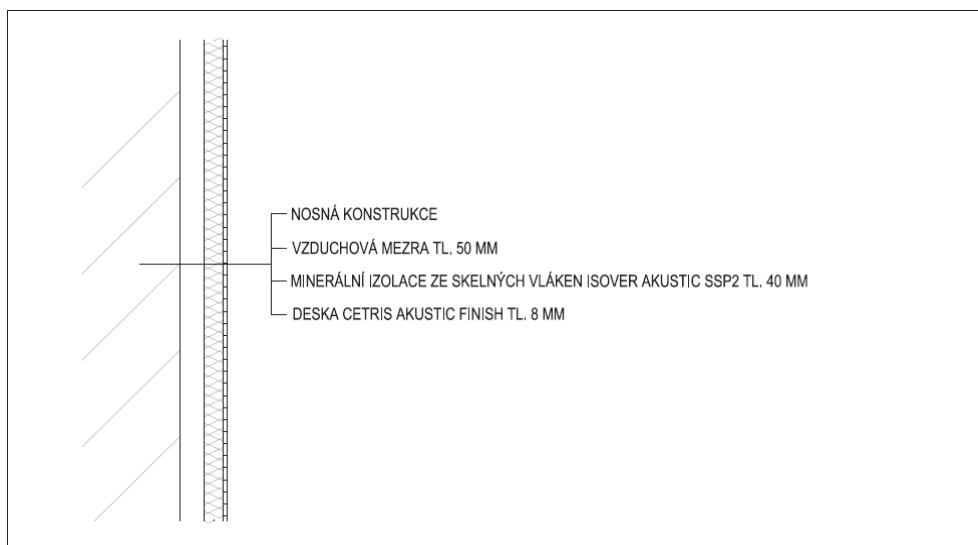 NOSNÁ KONSTRUKCE
VZDUCHOVÁ MEZRA TL. 50 MM
MINERÁLNÍ IZOLACE ZE SKELNÝCH VLÁKEN ISOVER AKUSTIC SSP2 TL. 40 MM
DESKA CETRIS AKUSTIC FINISH TL. 8 MM